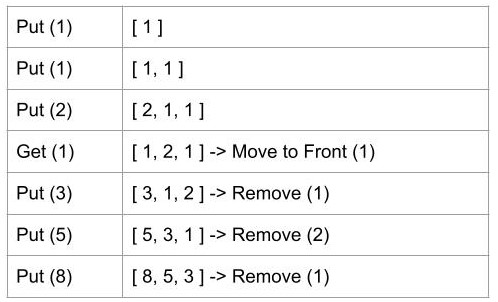 Put (1) [ 1 ]
Put (1) [ 1, 1 ]
Put (2) [ 2, 1, 1 ]
Get (1) [ 1, 2, 1 ] -> Move to Front (1)
Put (3) [ 3, 1, 2 ] -> Remove (1)
Put (5) [ 5, 3, 1 ] -> Remove (2)
Put (8) [ 8, 5, 3 ] -> Remove (1)